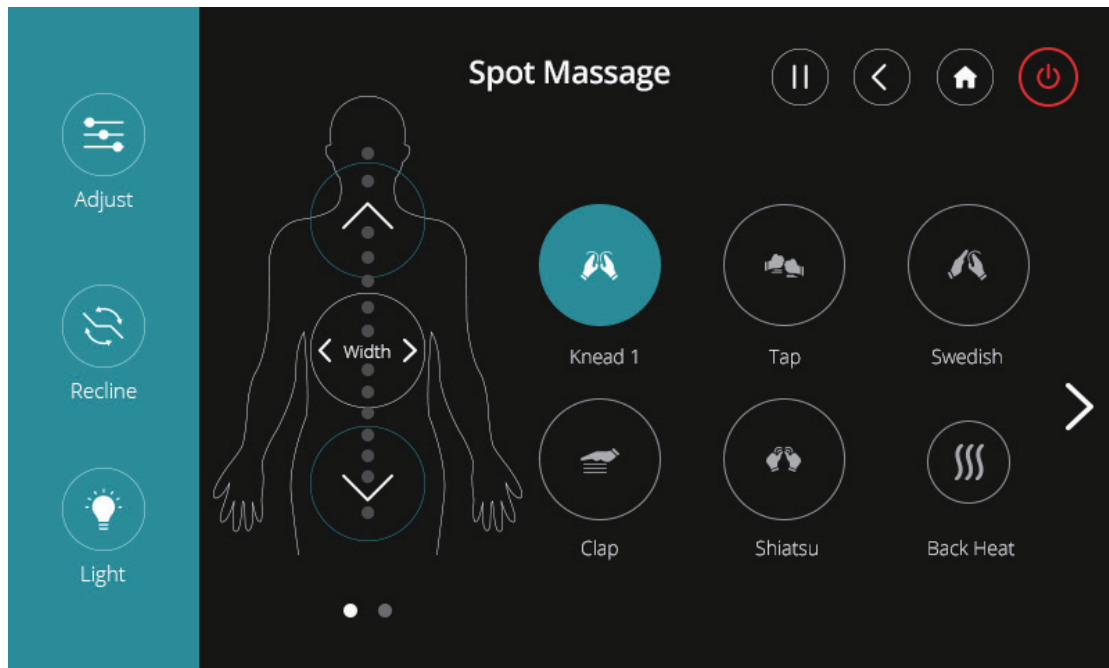 Spot Massage
Adjust
Recline
Light
Width
Knead 1
Tap
Swedish
Clap
Shiatsu
Back Heat